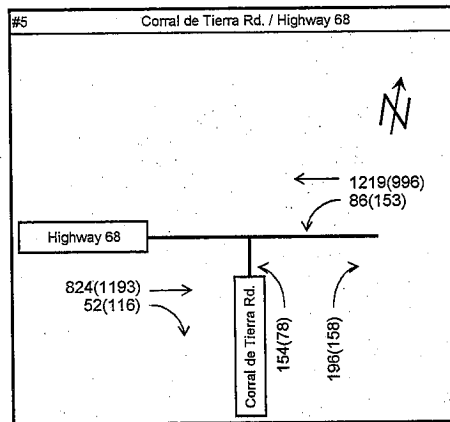 #5 Corral de Tierra Rd. / Highway 68
N
1219(996)
86(153)
Highway 68
824(1193)
52(116)
Corral de Tierra Rd.
154(78)
196(158)